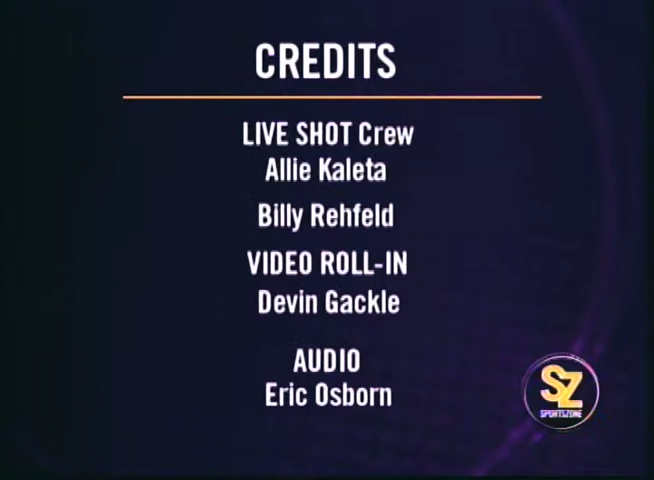 CREDITS
LIVE SHOT Crew
Allie Kaleta
Billy Rehfeld
VIDEO ROLL-IN
Devin Gackle
AUDIO
Eric Osborn
SZ
SPORTSZONE